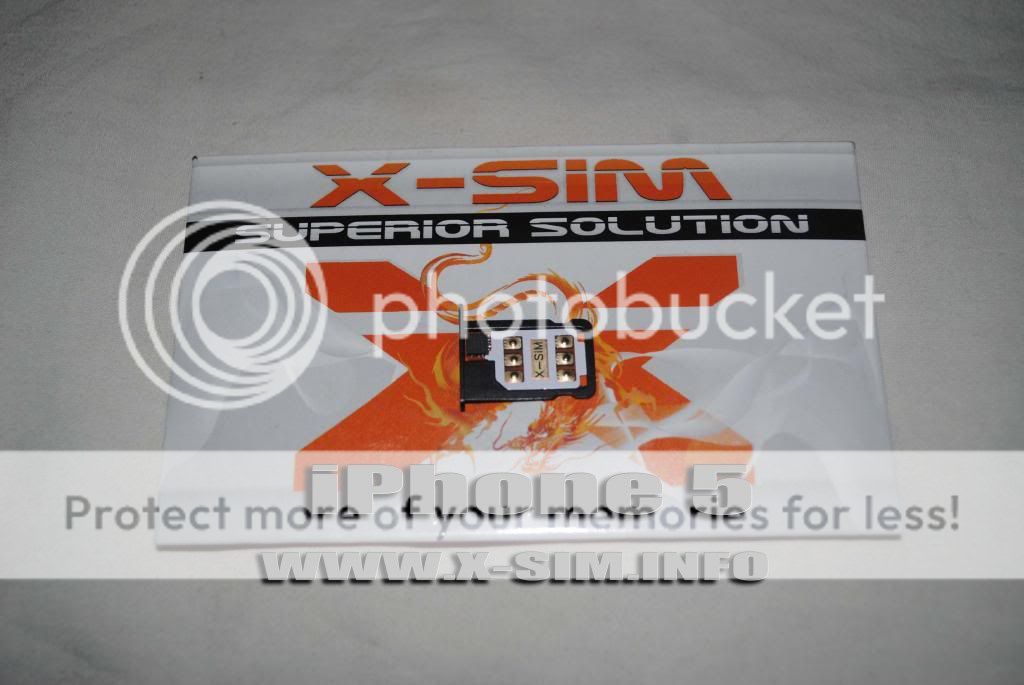 X-SiM
SUPERIOR SOLUTION
photobucket
X-SiM
iPhone 5
Protect more of your memories for less!
WWW.X-SIM.INFO